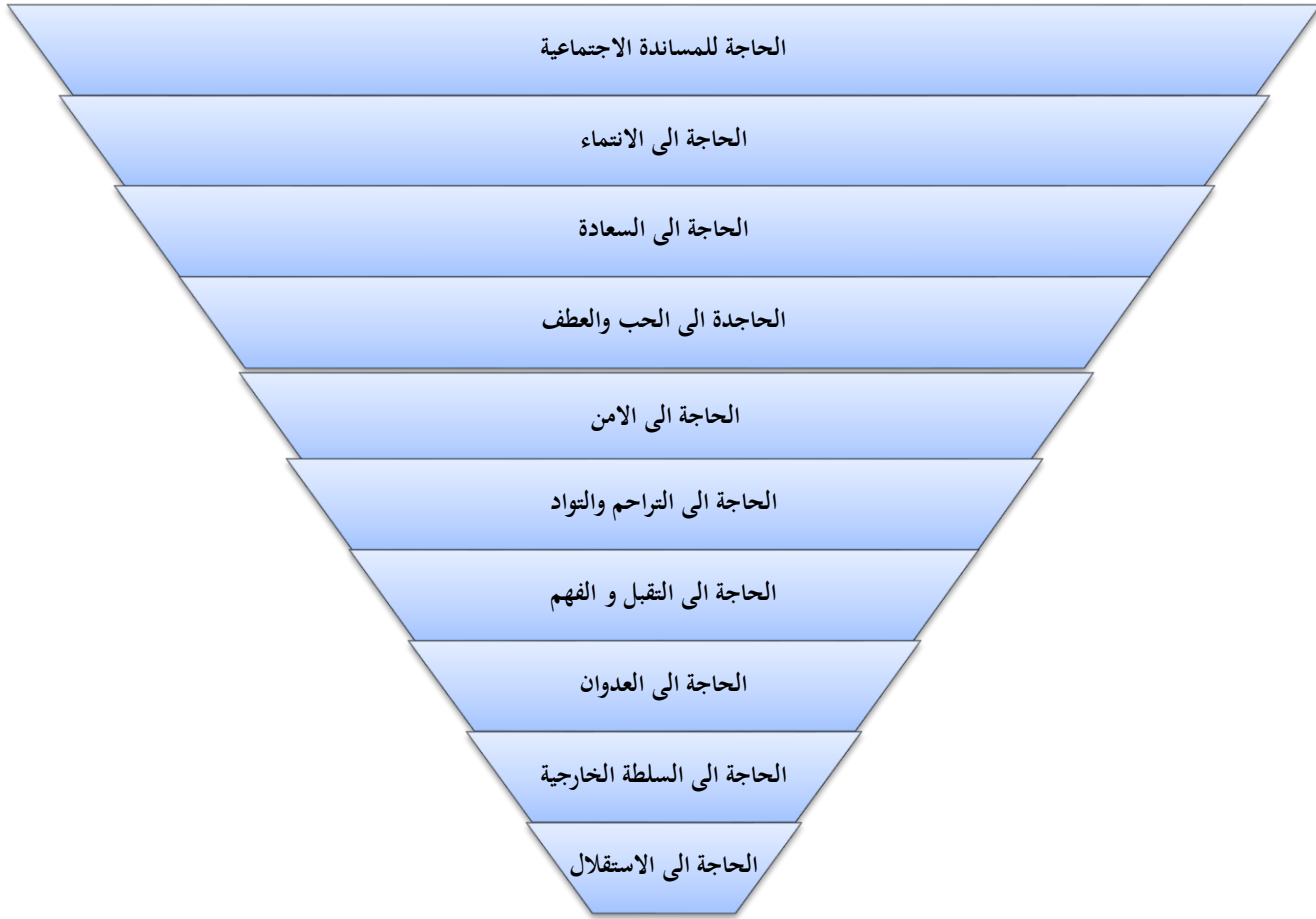 الحاجة للمساندة الاجتماعية
الحاجة الى الانتماء
الحاجة الى السعادة
الحاجدة الى الحب والعطف
الحاجة الى الامن
الحاجة الى التراحم والتواد
الحاجة الى التقبل و الفهم
الحاجة الى العدوان
الحاجة الى السلطة الخارجية
الحاجة الى الاستقلال